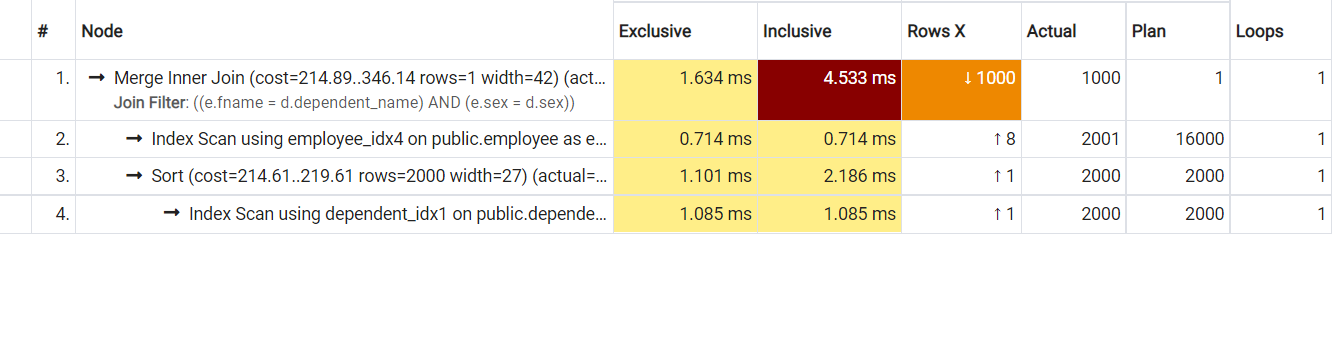 # Node Exclusive Inclusive Rows X Actual Plan Loops
1. → Merge Inner Join (cost=214.89..346.14 rows=1 width=42) (act... 1.634 ms 4.533 ms ↓ 1000 1000 1 1
Join Filter: ((e.fname = d.dependent_name) AND (e.sex = d.sex))
2. → Index Scan using employee_idx4 on public.employee as e... 0.714 ms 0.714 ms ↑ 8 2001 16000 1
3. → Sort (cost=214.61..219.61 rows=2000 width=27) (actual=... 1.101 ms 2.186 ms ↑ 1 2000 2000 1
4. → Index Scan using dependent_idx1 on public.depende... 1.085 ms 1.085 ms ↑ 1 2000 2000 1